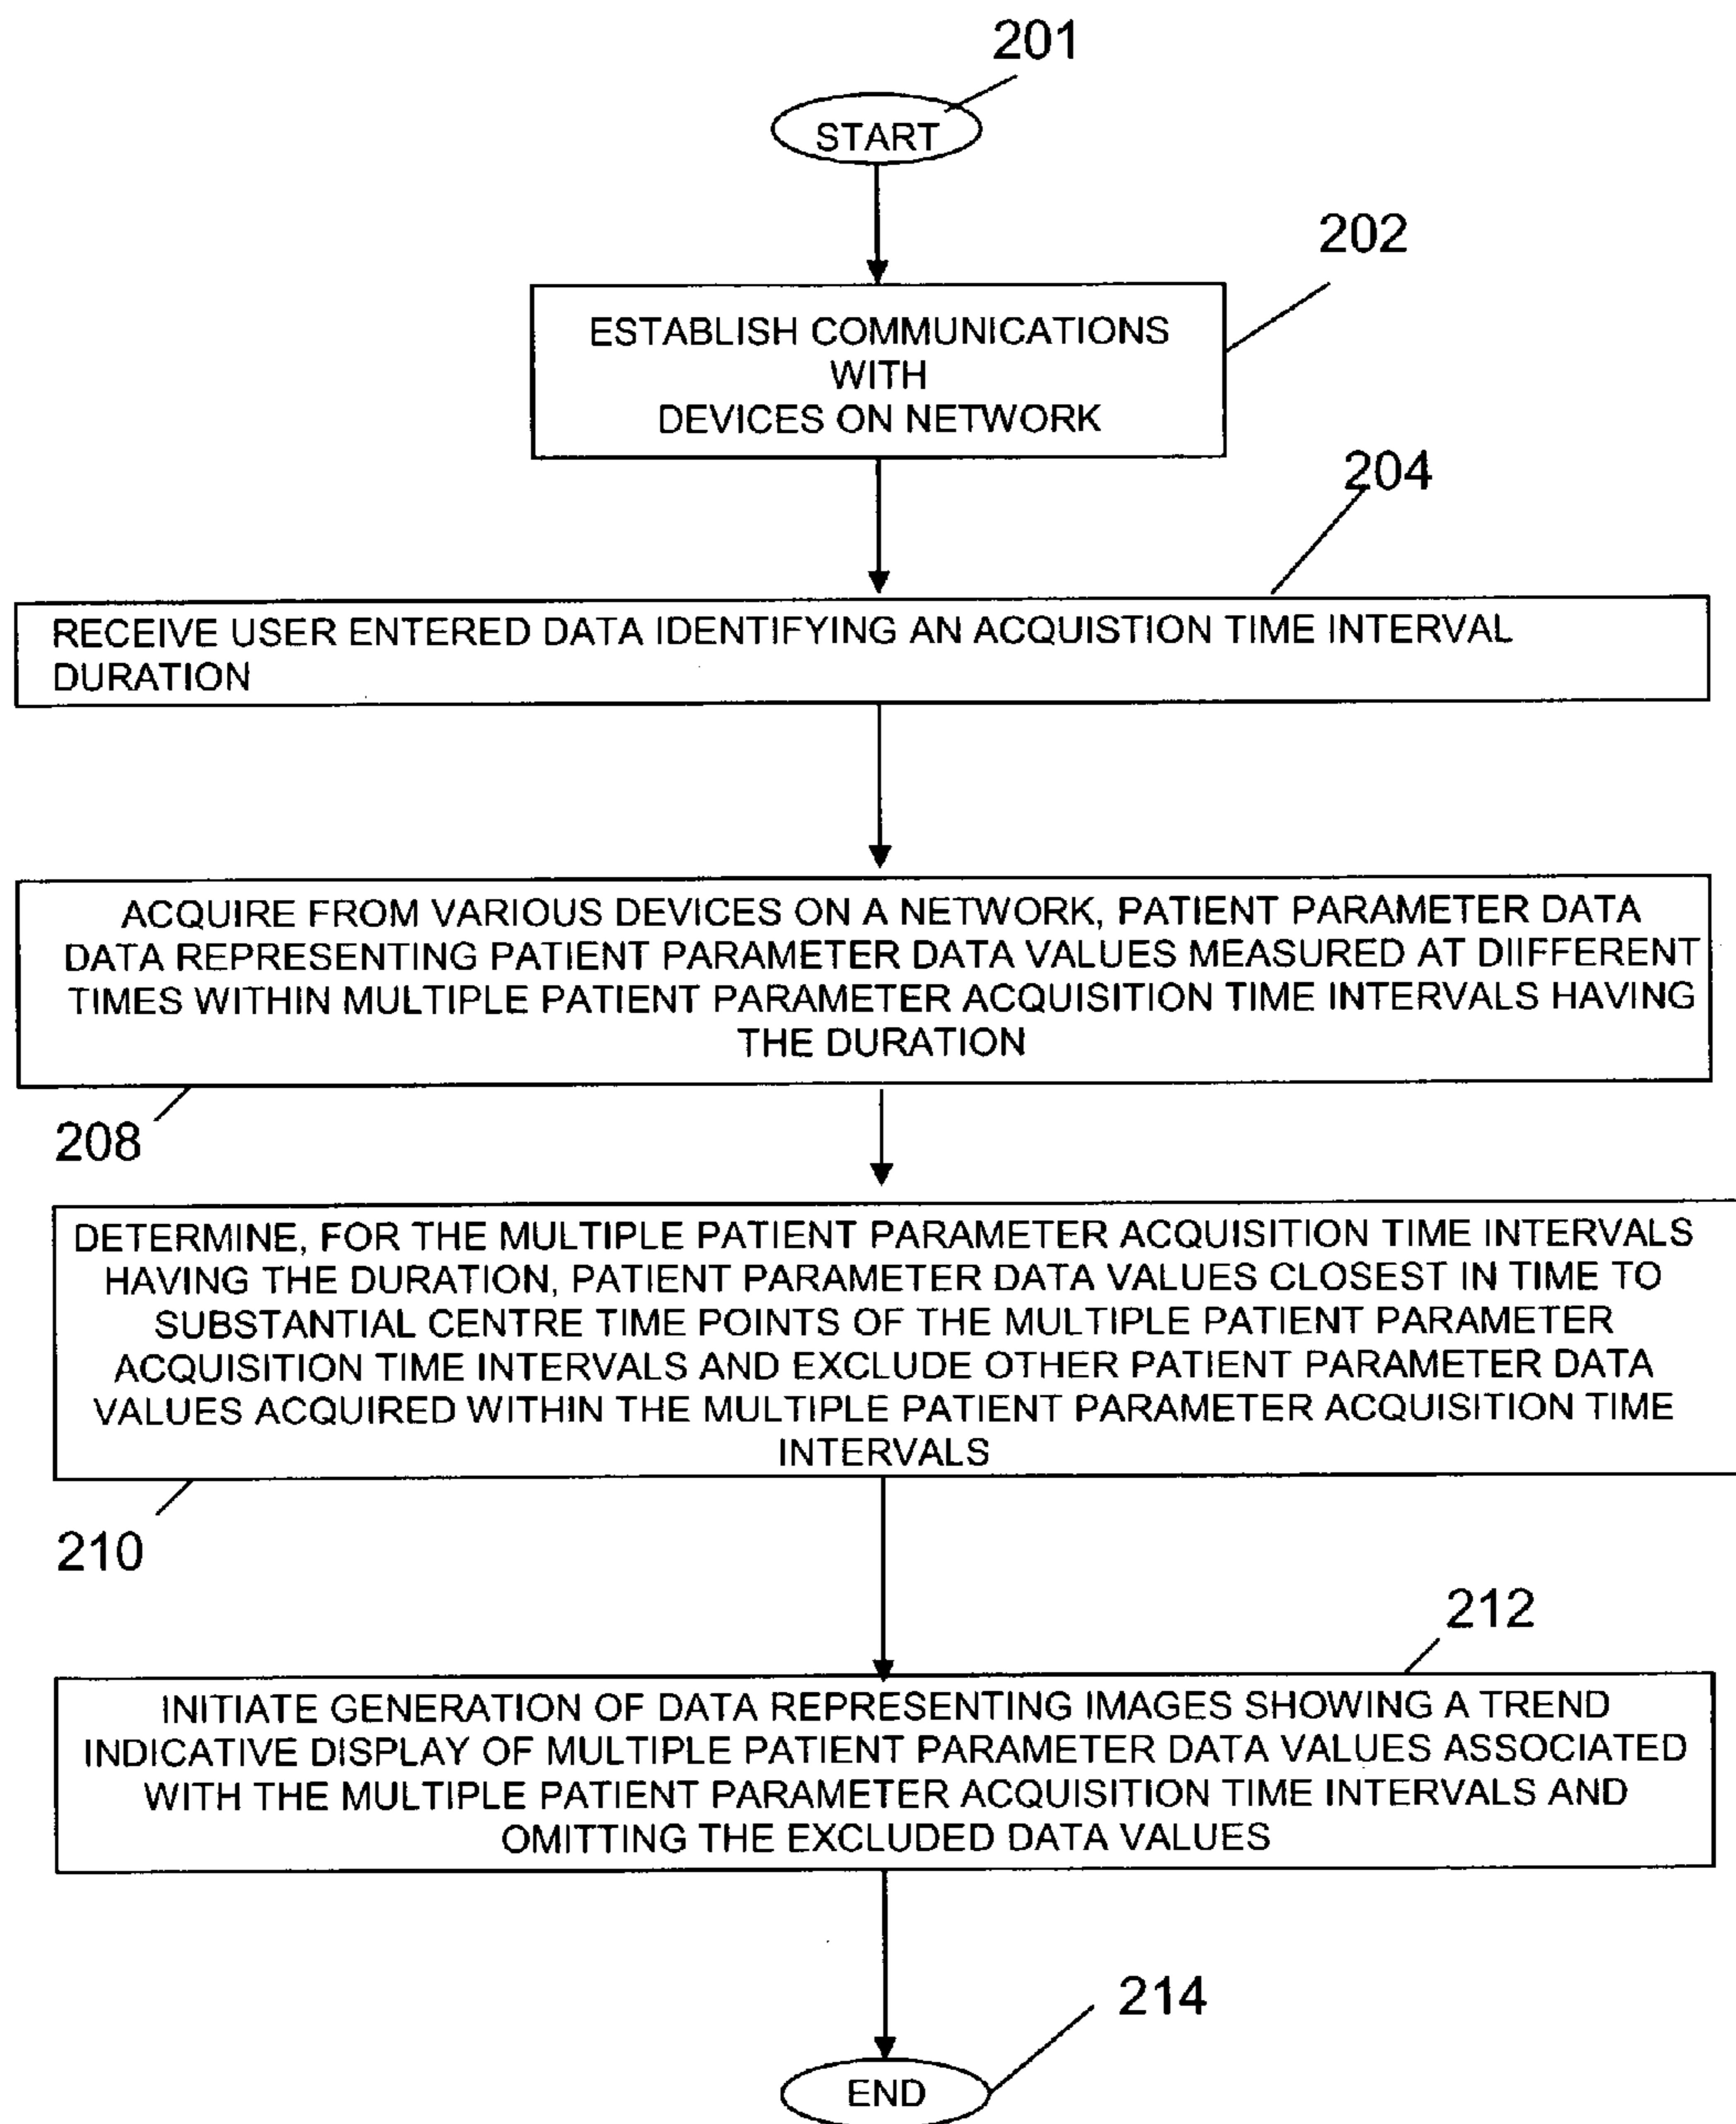 201
START
202
ESTABLISH COMMUNICATIONS
WITH
DEVICES ON NETWORK
204
RECEIVE USER ENTERED DATA IDENTIFYING AN ACQUISTION TIME INTERVAL
DURATION
ACQUIRE FROM VARIOUS DEVICES ON A NETWORK, PATIENT PARAMETER DATA
DATA REPRESENTING PATIENT PARAMETER DATA VALUES MEASURED AT DIIFFERENT
TIMES WITHIN MULTIPLE PATIENT PARAMETER ACQUISITION TIME INTERVALS HAVING
THE DURATION
208
DETERMINE, FOR THE MULTIPLE PATIENT PARAMETER ACQUISITION TIME INTERVALS
HAVING THE DURATION, PATIENT PARAMETER DATA VALUES CLOSEST IN TIME TO
SUBSTANTIAL CENTRE TIME POINTS OF THE MULTIPLE PATIENT PARAMETER
ACQUISITION TIME INTERVALS AND EXCLUDE OTHER PATIENT PARAMETER DATA
VALUES ACQUIRED WITHIN THE MULTIPLE PATIENT PARAMETER ACQUISITION TIME
INTERVALS
210
212
INITIATE GENERATION OF DATA REPRESENTING IMAGES SHOWING A TREND
INDICATIVE DISPLAY OF MULTIPLE PATIENT PARAMETER DATA VALUES ASSOCIATED
WITH THE MULTIPLE PATIENT PARAMETER ACQUISITION TIME INTERVALS AND
OMITTING THE EXCLUDED DATA VALUES
214
END